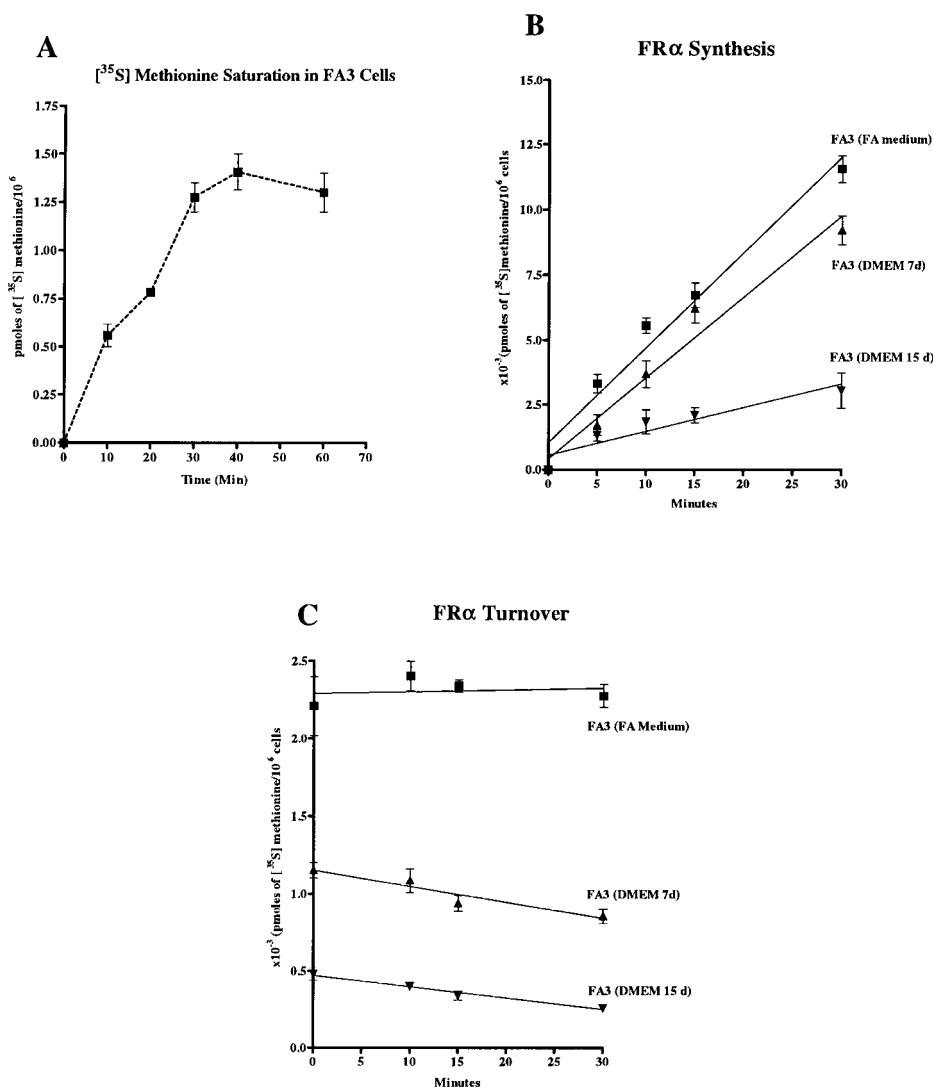 A
[³⁵S] Methionine Saturation in FA3 Cells
pmoles of [³⁵S] methionine/10⁶
1.75
1.50
1.25
1.00
0.75
0.50
0.25
0.00
0 10 20 30 40 50 60 70
Time (Min)
B
FRα Synthesis
x10⁻³ (pmoles of [³⁵S]methionine/10⁶ cells
15.0
12.5
10.0
7.5
5.0
2.5
0.0
FA3 (FA medium)
FA3 (DMEM 7d)
FA3 (DMEM 15 d)
0 5 10 15 20 25 30
Minutes
C
FRα Turnover
x10⁻³ (pmoles of [³⁵S] methionine/10⁶ cells
2.5
2.0
1.5
1.0
0.5
0.0
FA3 (FA Medium)
FA3 (DMEM 7d)
FA3 (DMEM 15 d)
0 5 10 15 20 25 30
Minutes